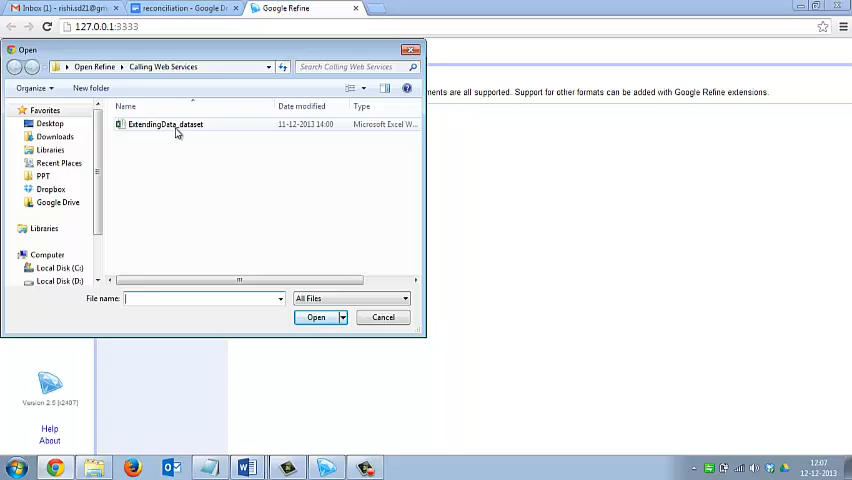 Inbox (1) - rishi.sd21@gm
reconciliation - Google Dr
Google Refine
127.0.0.1:3333
Open
Open Refine
Calling Web Services
Search Calling Web Services
Organize
New folder
ments are all supported. Support for other formats can be added with Google Refine extensions.
Name
Date modified
Type
Favorites
ExtendingData_dataset
11-12-2013 14:00
Microsoft Excel W...
Desktop
Downloads
Libraries
Recent Places
PPT
Dropbox
Google Drive
Libraries
Computer
Local Disk (C:)
Local Disk (D:)
File name:
All Files
Open
Cancel
Version 2.5 [r2407]
Help
About
12:07
12-12-2013